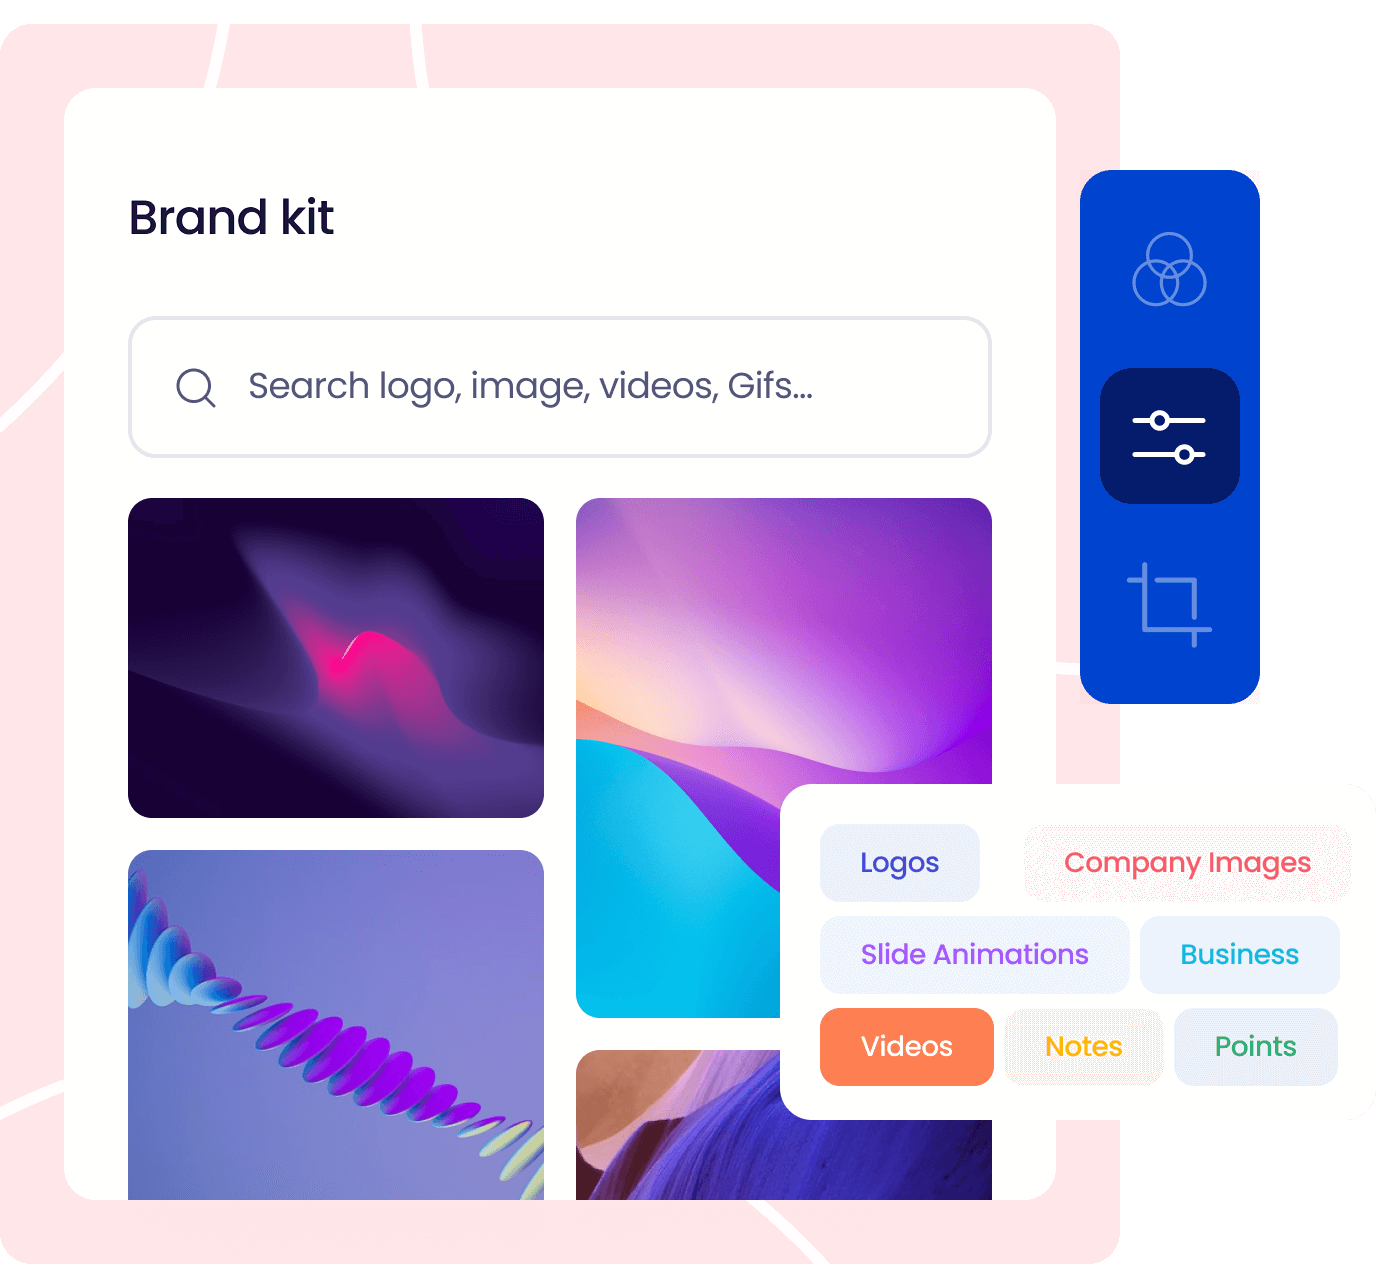 Brand kit
Search logo, image, videos, Gifs...
Logos
Company Images
Slide Animations
Business
Videos
Notes
Points